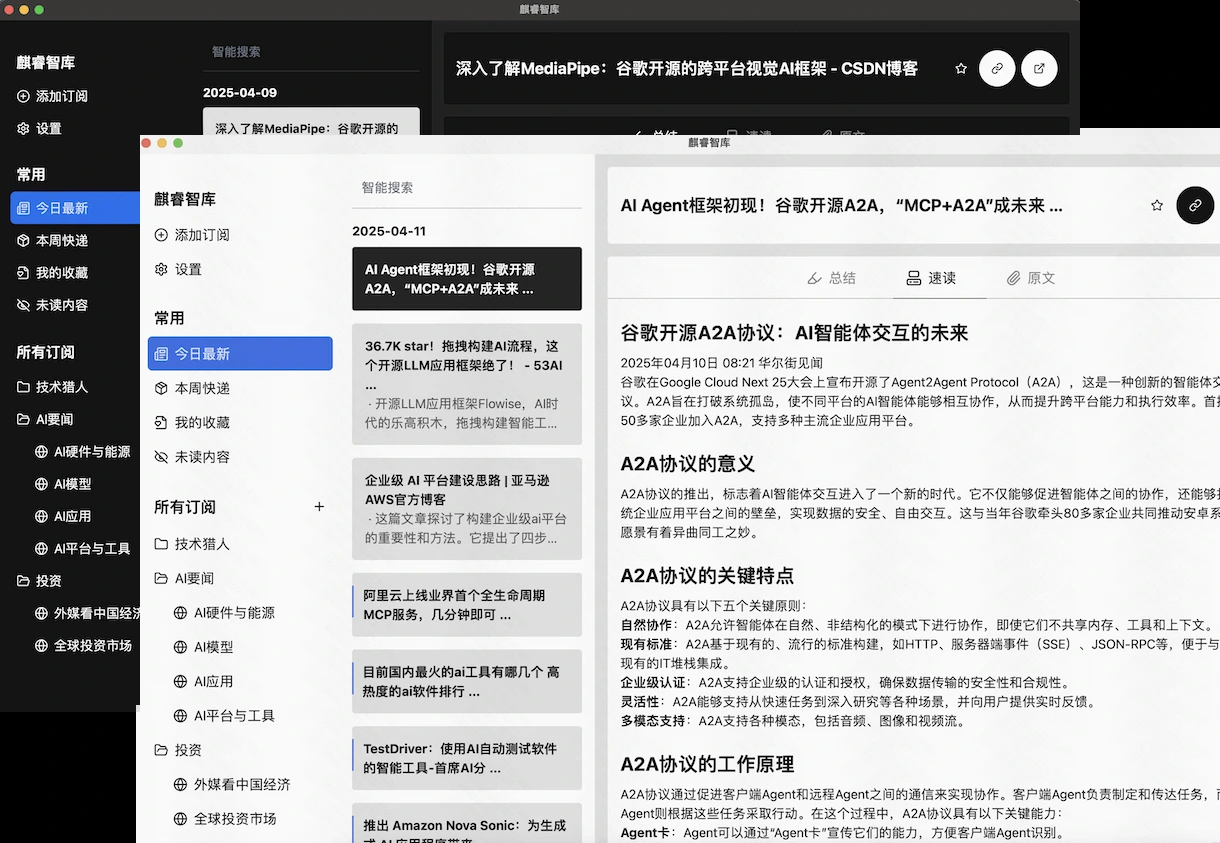 麒睿智库
麒睿智库
添加订阅
设置
常用
今日最新
本周快递
我的收藏
未读内容
所有订阅
技术猎人
AI要闻
AI硬件与能源
AI模型
AI应用
AI平台与工具
投资
外媒看中国经济
全球投资市场
智能搜索
2025-04-09
深入了解MediaPipe：谷歌开源的
深入了解MediaPipe：谷歌开源的跨平台视觉AI框架 - CSDN博客
总结
速读
原文
麒睿智库
麒睿智库
添加订阅
设置
常用
今日最新
本周快递
我的收藏
未读内容
所有订阅 +
技术猎人
AI要闻
AI硬件与能源
AI模型
AI应用
AI平台与工具
投资
外媒看中国经济
全球投资市场
智能搜索
2025-04-11
AI Agent框架初现！谷歌开源
A2A，“MCP+A2A”成未来 ...
36.7K star！拖拽构建AI流程，这
个开源LLM应用框架绝了！ - 53AI
...
· 开源LLM应用框架Flowise，AI时
代的乐高积木，拖拽构建智能工...
企业级 AI 平台建设思路 | 亚马逊
AWS官方博客
· 这篇文章探讨了构建企业级ai平台
的重要性和方法。它提出了四步...
阿里云上线业界首个全生命周期
MCP服务，几分钟即可 ...
目前国内最火的ai工具有哪几个 高
热度的ai软件排行 ...
TestDriver：使用AI自动测试软件
的智能工具-首席AI分 ...
推出 Amazon Nova Sonic：为生成
AI Agent框架初现！谷歌开源A2A，“MCP+A2A”成未来 ...
总结
速读
原文
谷歌开源A2A协议：AI智能体交互的未来
2025年04月10日 08:21 华尔街见闻
谷歌在Google Cloud Next 25大会上宣布开源了Agent2Agent Protocol（A2A），这是一种创新的智能体交
议。A2A旨在打破系统孤岛，使不同平台的AI智能体能够相互协作，从而提升跨平台能力和执行效率。首
50多家企业加入A2A，支持多种主流企业应用平台。
A2A协议的意义
A2A协议的推出，标志着AI智能体交互进入了一个新的时代。它不仅能够促进智能体之间的协作，还能够
统企业应用平台之间的壁垒，实现数据的安全、自由交互。这与当年谷歌牵头80多家企业共同推动安卓系
愿景有着异曲同工之妙。
A2A协议的关键特点
A2A协议具有以下五个关键原则：
自然协作：A2A允许智能体在自然、非结构化的模式下进行协作，即使它们不共享内存、工具和上下文。
现有标准：A2A基于现有的、流行的标准构建，如HTTP、服务器端事件（SSE）、JSON-RPC等，便于与
现有的IT堆栈集成。
企业级认证：A2A支持企业级的认证和授权，确保数据传输的安全性和合规性。
灵活性：A2A能够支持从快速任务到深入研究等各种场景，并向用户提供实时反馈。
多模态支持：A2A支持各种模态，包括音频、图像和视频流。
A2A协议的工作原理
A2A协议通过促进客户端Agent和远程Agent之间的通信来实现协作。客户端Agent负责制定和传达任务，
Agent则根据这些任务采取行动。在这个过程中，A2A协议具有以下关键能力：
Agent卡：Agent可以通过“Agent卡”宣传它们的能力，方便客户端Agent识别。